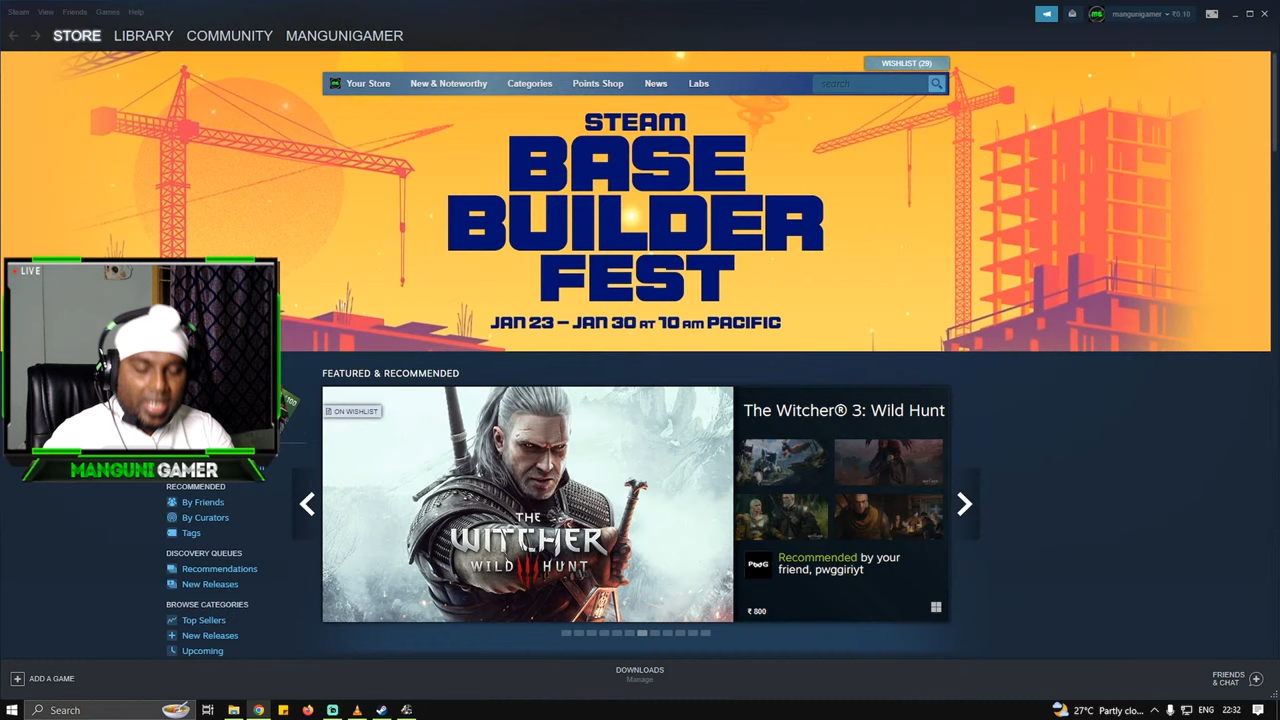 Steam View Friends Games Help
mangunigamer ₹0.10
STORE LIBRARY COMMUNITY MANGUNIGAMER
WISHLIST (29)
Your Store New & Noteworthy Categories Points Shop News Labs search
STEAM
BASE
BUILDER
FEST
JAN 23 – JAN 30 AT 10 AM PACIFIC
LIVE
MANGUNI GAMER
FEATURED & RECOMMENDED
ON WISHLIST
THE
WITCHER
WILD HUNT
The Witcher® 3: Wild Hunt
Recommended by your
friend, pwggiriyt
₹ 800
RECOMMENDED
By Friends
By Curators
Tags
DISCOVERY QUEUES
Recommendations
New Releases
BROWSE CATEGORIES
Top Sellers
New Releases
Upcoming
ADD A GAME
DOWNLOADS
Manage
FRIENDS
& CHAT
Search
27°C Partly clo... ENG 22:32